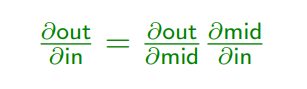 ∂out/∂in = ∂out/∂mid ∂mid/∂in